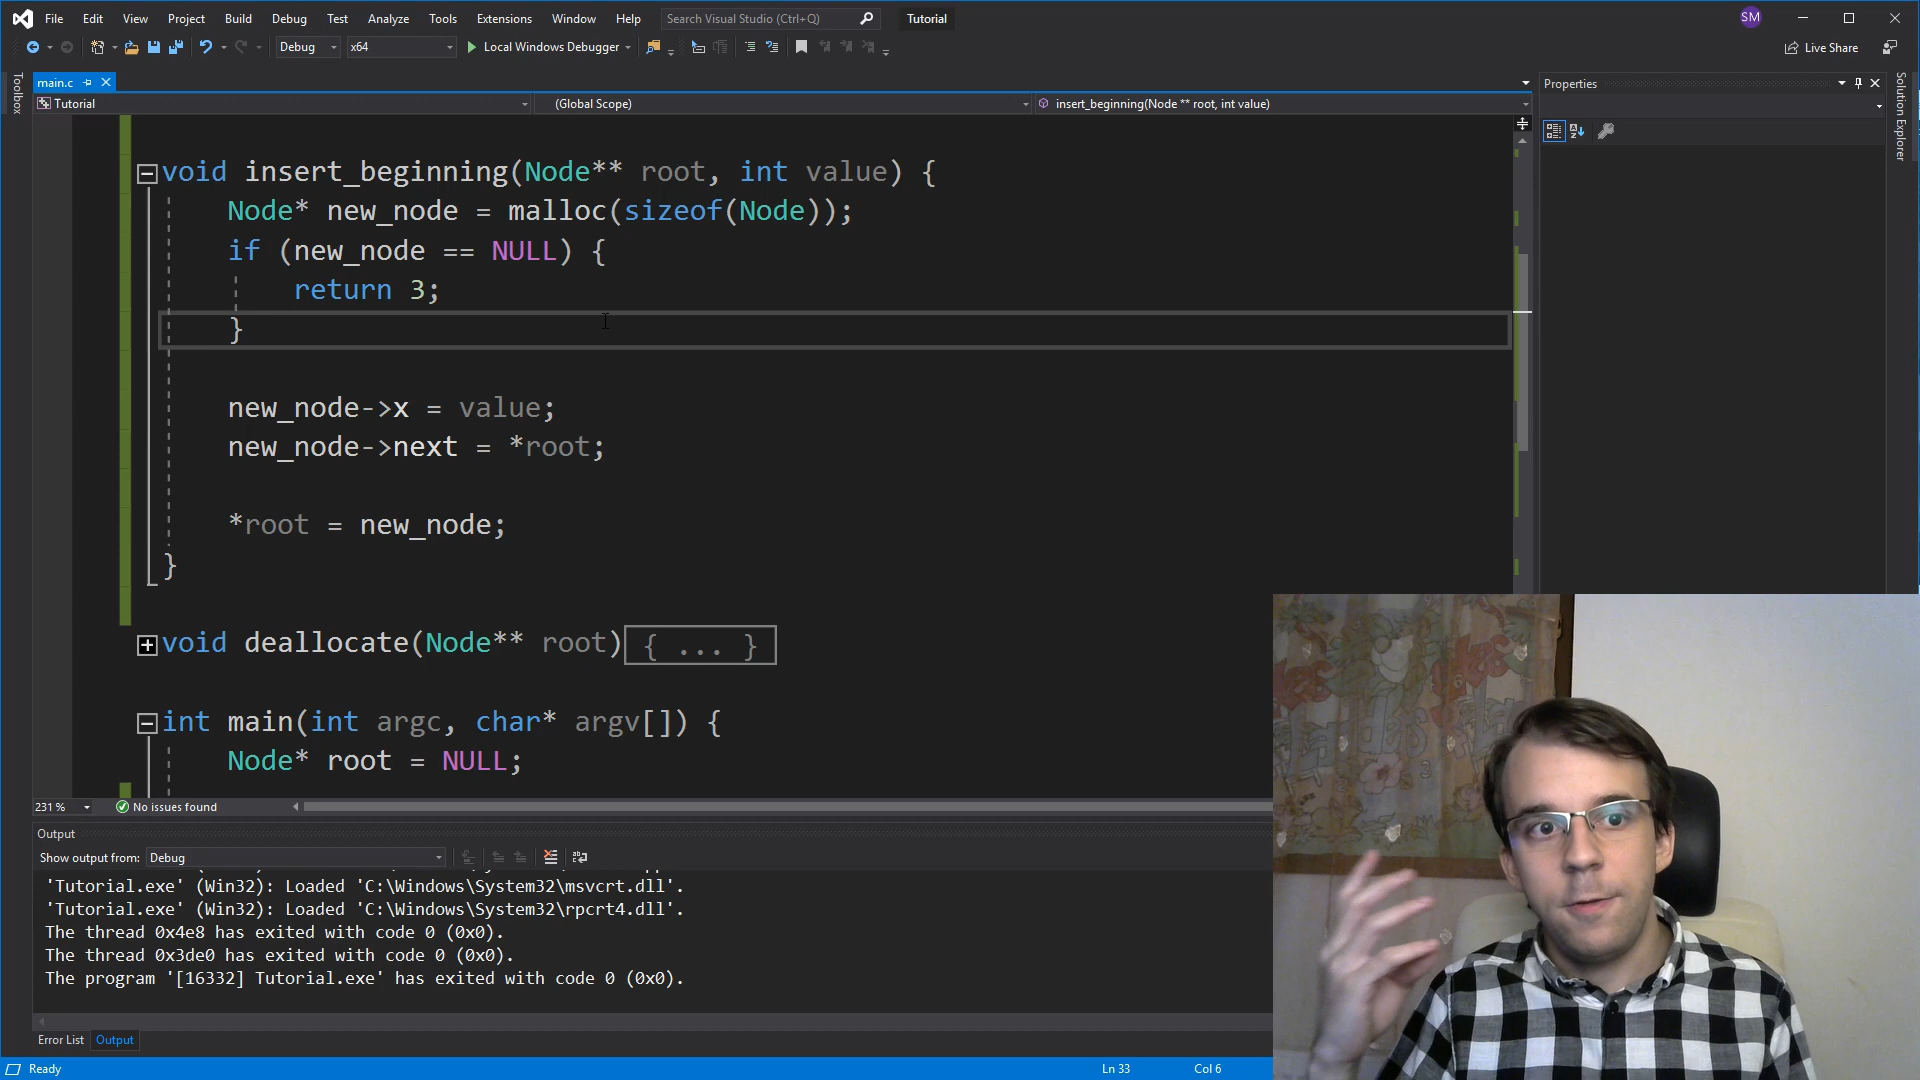 File Edit View Project Build Debug Test Analyze Tools Extensions Window Help Search Visual Studio (Ctrl+Q) Tutorial SM
Debug x64 Local Windows Debugger Live Share
Toolbox
main.c
Properties
Solution Explorer
Tutorial (Global Scope) insert_beginning(Node ** root, int value)
void insert_beginning(Node** root, int value) {
Node* new_node = malloc(sizeof(Node));
if (new_node == NULL) {
return 3;
}
new_node->x = value;
new_node->next = *root;
*root = new_node;
}
void deallocate(Node** root) { ... }
int main(int argc, char* argv[]) {
Node* root = NULL;
231 % No issues found
Output
Show output from: Debug
'Tutorial.exe' (Win32): Loaded 'C:\Windows\System32\msvcrt.dll'.
'Tutorial.exe' (Win32): Loaded 'C:\Windows\System32\rpcrt4.dll'.
The thread 0x4e8 has exited with code 0 (0x0).
The thread 0x3de0 has exited with code 0 (0x0).
The program '[16332] Tutorial.exe' has exited with code 0 (0x0).
Error List Output
Ready Ln 33 Col 6